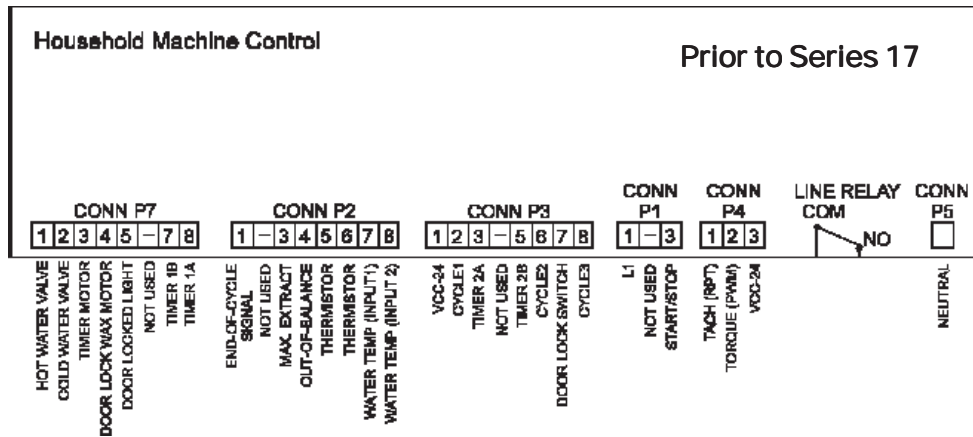 Household Machine Control
Prior to Series 17
CONN P7
1 2 3 4 5 – 7 8
HOT WATER VALVE
COLD WATER VALVE
TIMER MOTOR
DOOR LOCK WAX MOTOR
DOOR LOCKED LIGHT
NOT USED
TIMER 1B
TIMER 1A
CONN P2
1 – 3 4 5 6 7 8
END-OF-CYCLE
SIGNAL
NOT USED
MAX. EXTRACT
OUT-OF-BALANCE
THERMISTOR
THERMISTOR
WATER TEMP (INPUT1)
WATER TEMP (INPUT 2)
CONN P3
1 2 3 – 5 6 7 8
VCC-24
CYCLE1
TIMER 2A
NOT USED
TIMER 2B
CYCLE2
DOOR LOCK SWITCH
CYCLE3
CONN
P1
1 – 3
L1
NOT USED
START/STOP
CONN
P4
1 2 3
TACH (RPT)
TORQUE (PWM)
VCC-24
LINE RELAY
COM
NO
CONN
P5
NEUTRAL